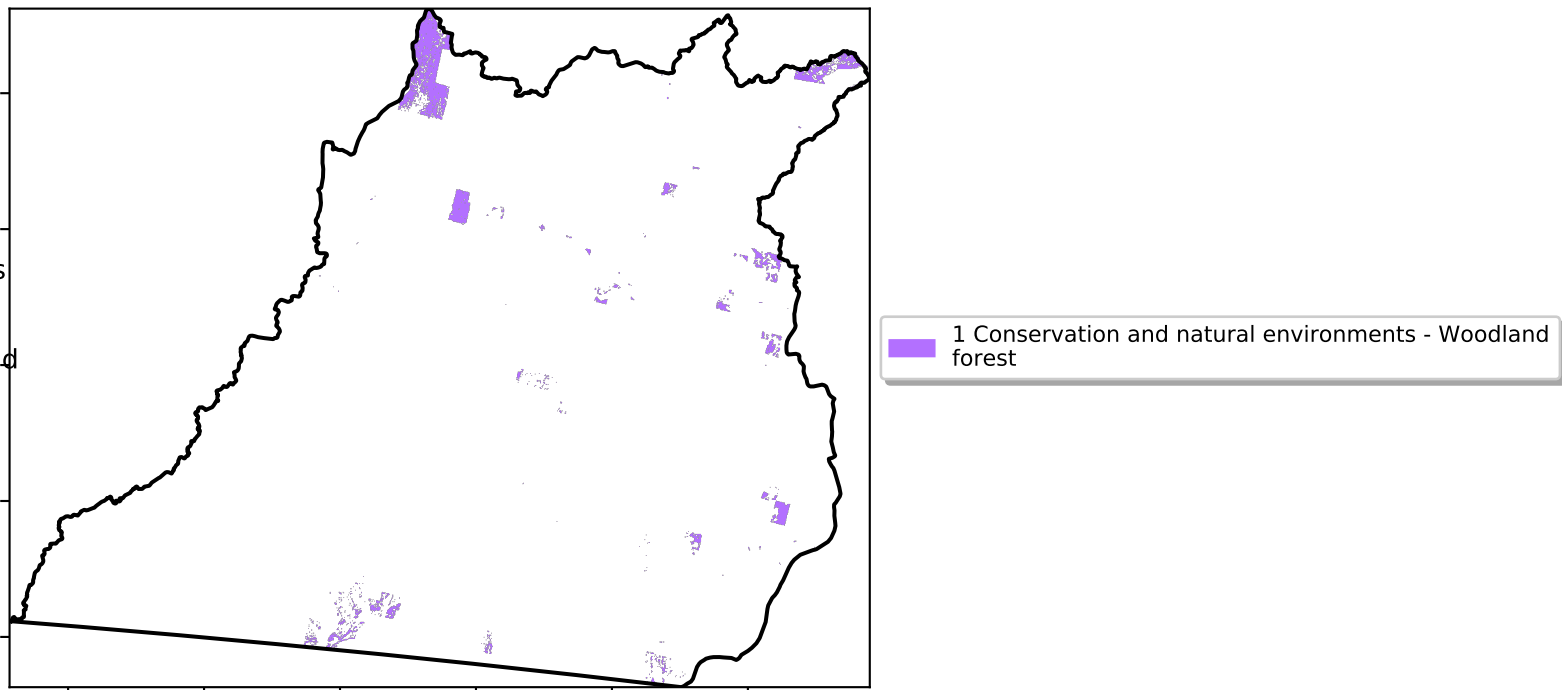 s
1 Conservation and natural environments - Woodland
forest
d